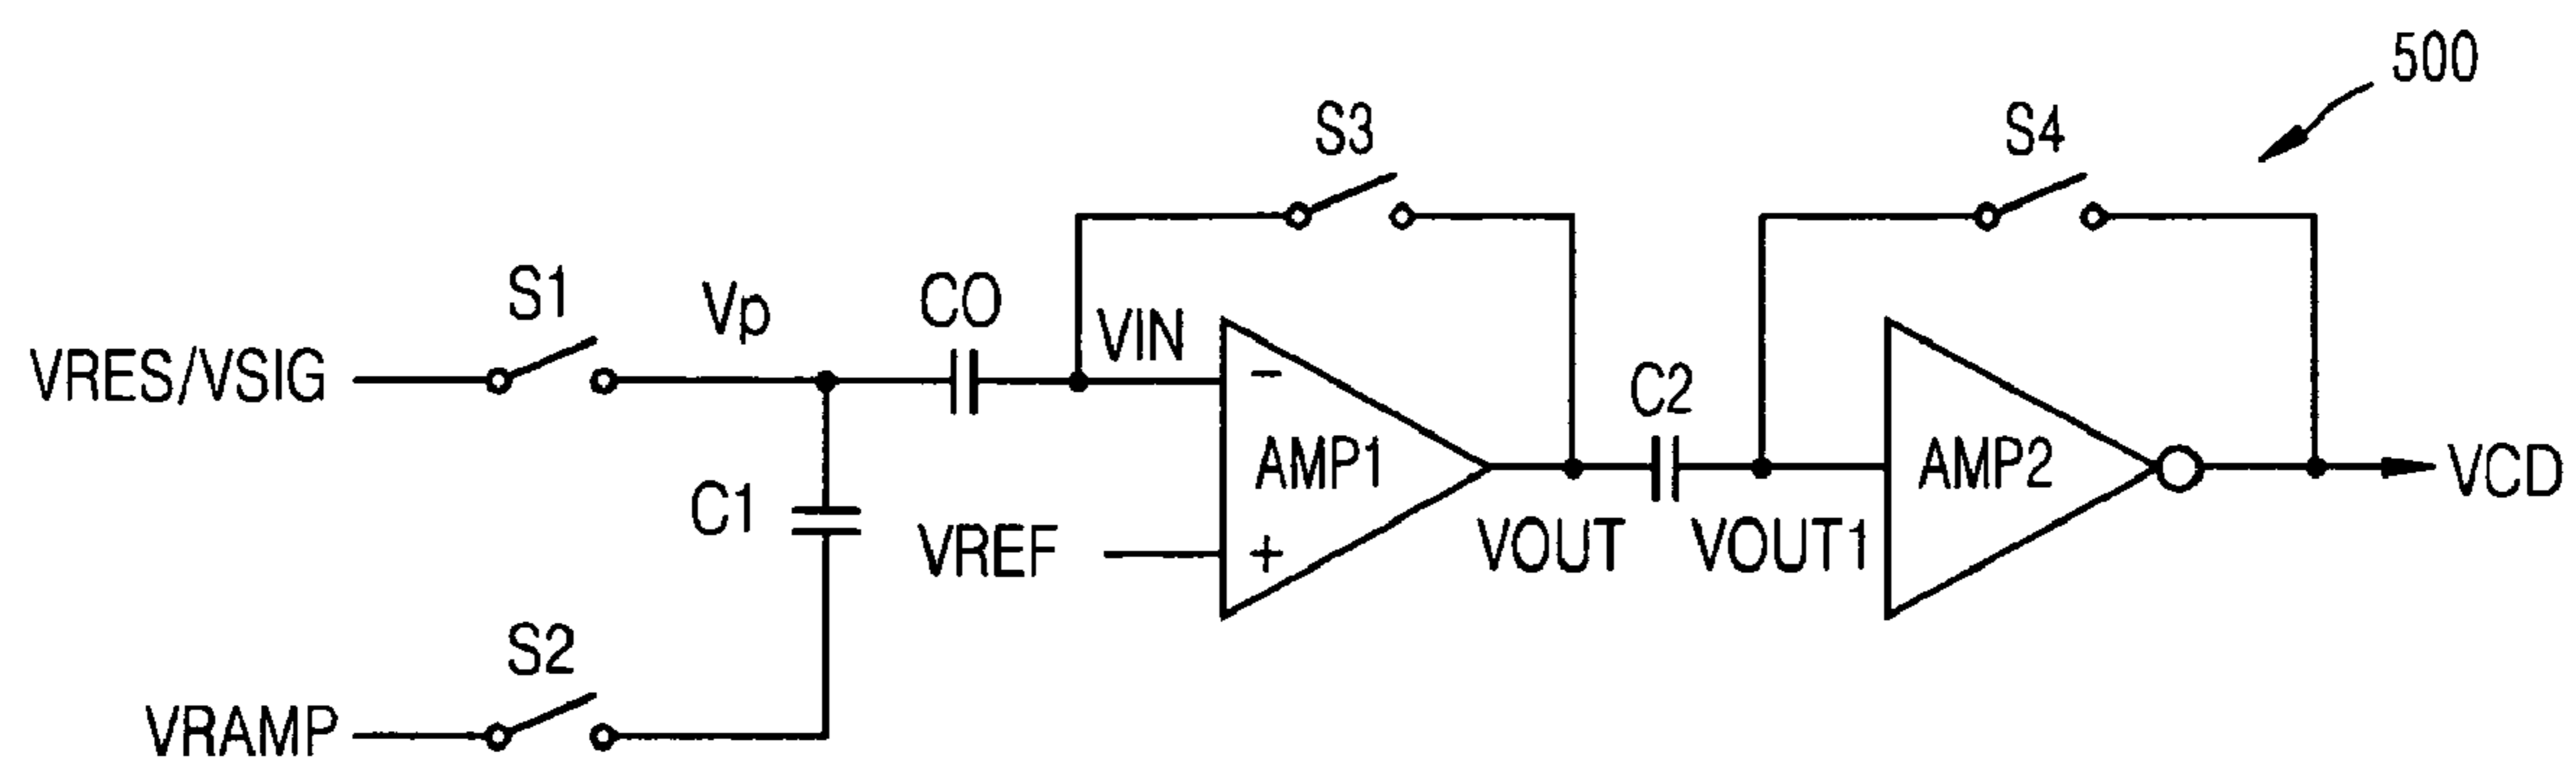 500
S3
S4
S1
Vp
CO
VIN
VRES/VSIG
−
C2
AMP1
AMP2
VCD
C1
VREF
+
VOUT
VOUT1
S2
VRAMP